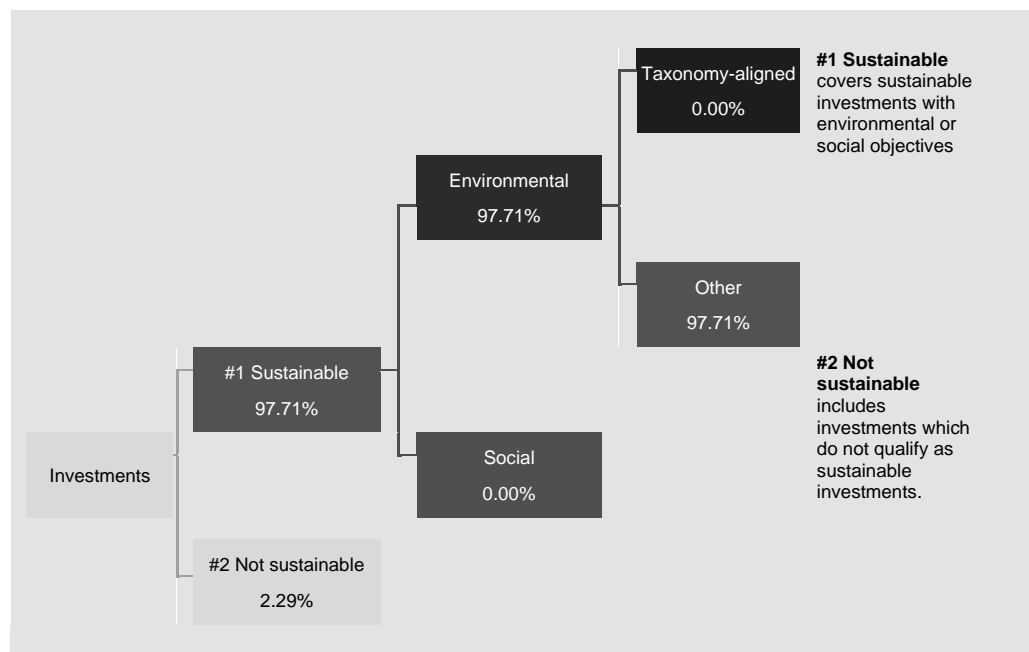 Taxonomy-aligned
0.00%
#1 Sustainable
covers sustainable
investments with
environmental or
social objectives
Environmental
97.71%
Other
97.71%
#1 Sustainable
97.71%
#2 Not
sustainable
includes
investments which
do not qualify as
sustainable
investments.
Investments
Social
0.00%
#2 Not sustainable
2.29%